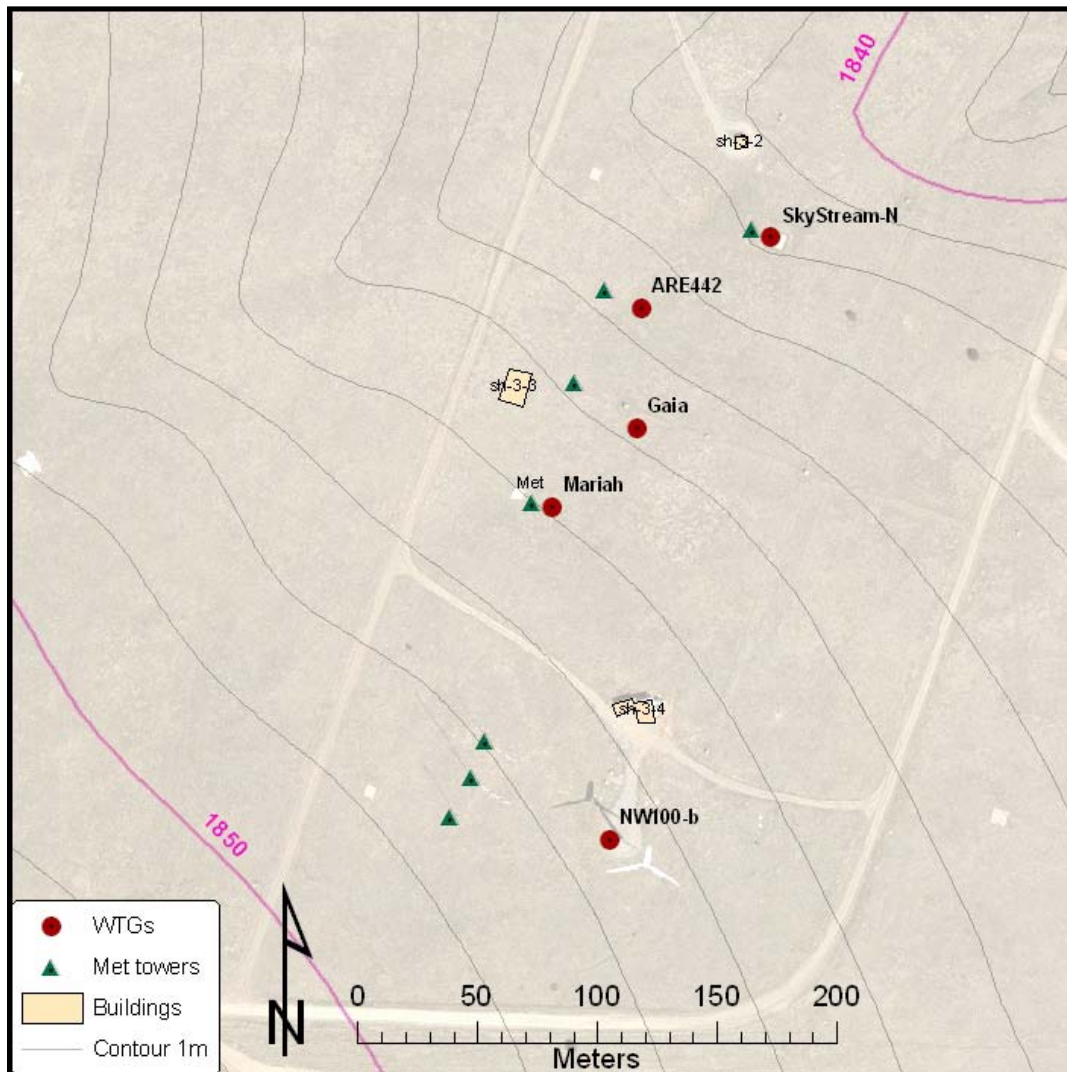 1840
sh-3-2
SkyStream-N
ARE442
sh-3-3
Gaia
Met
Mariah
sh-3-4
NW100-b
1850
WTGs
Met towers
Buildings
Contour 1m
N
0 50 100 150 200
Meters